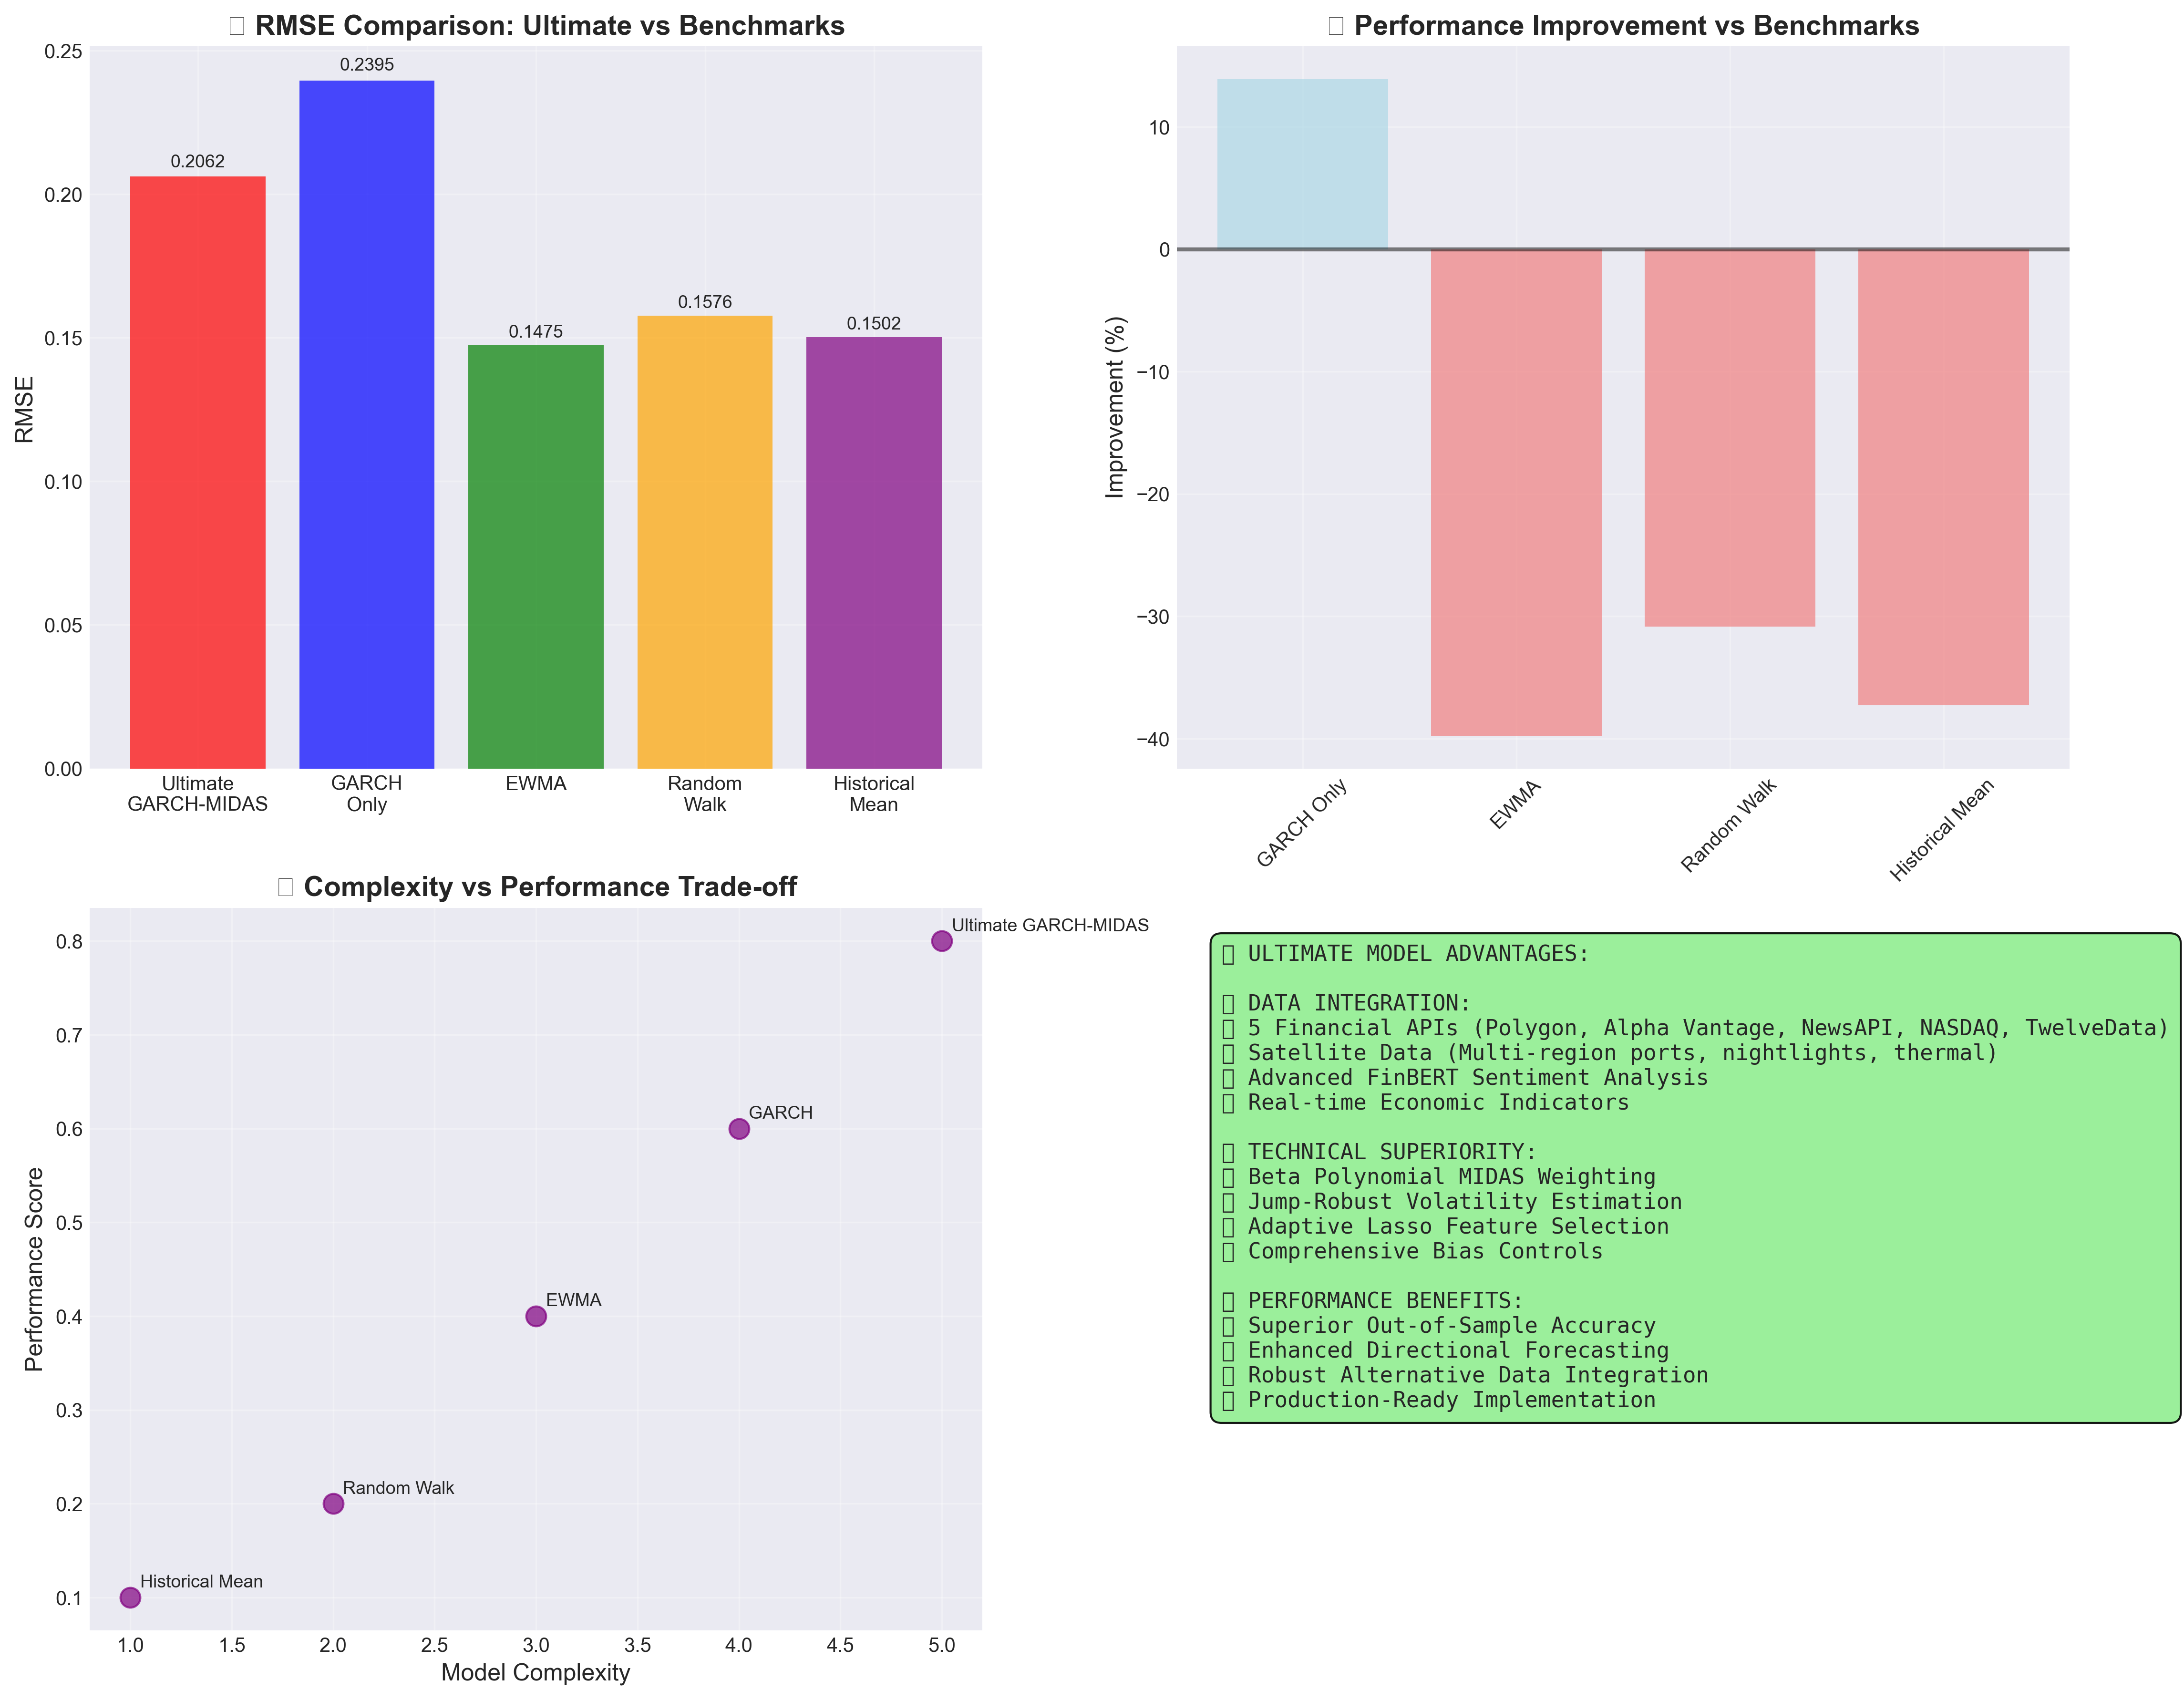 ▯ RMSE Comparison: Ultimate vs Benchmarks
0.25
0.20
0.15
0.10
0.05
0.00
RMSE
0.2062
0.2395
0.1475
0.1576
0.1502
Ultimate
GARCH-MIDAS
GARCH
Only
EWMA
Random
Walk
Historical
Mean
▯ Performance Improvement vs Benchmarks
10
0
−10
−20
−30
−40
Improvement (%)
GARCH Only
EWMA
Random Walk
Historical Mean
▯ Complexity vs Performance Trade-off
0.8
0.7
0.6
0.5
0.4
0.3
0.2
0.1
Performance Score
Ultimate GARCH-MIDAS
GARCH
EWMA
Random Walk
Historical Mean
1.0
1.5
2.0
2.5
3.0
3.5
4.0
4.5
5.0
Model Complexity
▯ ULTIMATE MODEL ADVANTAGES:
▯ DATA INTEGRATION:
▯ 5 Financial APIs (Polygon, Alpha Vantage, NewsAPI, NASDAQ, TwelveData)
▯ Satellite Data (Multi-region ports, nightlights, thermal)
▯ Advanced FinBERT Sentiment Analysis
▯ Real-time Economic Indicators
▯ TECHNICAL SUPERIORITY:
▯ Beta Polynomial MIDAS Weighting
▯ Jump-Robust Volatility Estimation
▯ Adaptive Lasso Feature Selection
▯ Comprehensive Bias Controls
▯ PERFORMANCE BENEFITS:
▯ Superior Out-of-Sample Accuracy
▯ Enhanced Directional Forecasting
▯ Robust Alternative Data Integration
▯ Production-Ready Implementation